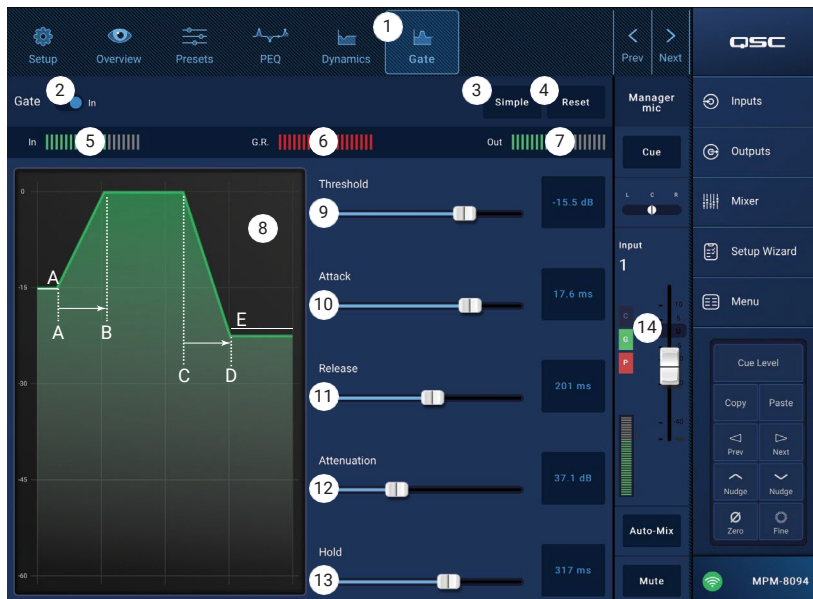 1
Setup
Overview
Presets
PEQ
Dynamics
Gate
Prev
Next
QSC
Gate
2
In
3
Simple
4
Reset
In
5
G.R.
6
Out
7
8
0
-15
-30
-45
-60
A
A
B
C
D
E
Threshold
9
-15.5 dB
Attack
10
17.6 ms
Release
11
201 ms
Attenuation
12
37.1 dB
Hold
13
317 ms
Manager
mic
Cue
L C R
Input
1
C
G
P
14
10
5
-40
Auto-Mix
Mute
Inputs
Outputs
Mixer
Setup Wizard
Menu
Cue Level
Copy
Paste
Prev
Next
Nudge
Nudge
Zero
Fine
MPM-8094